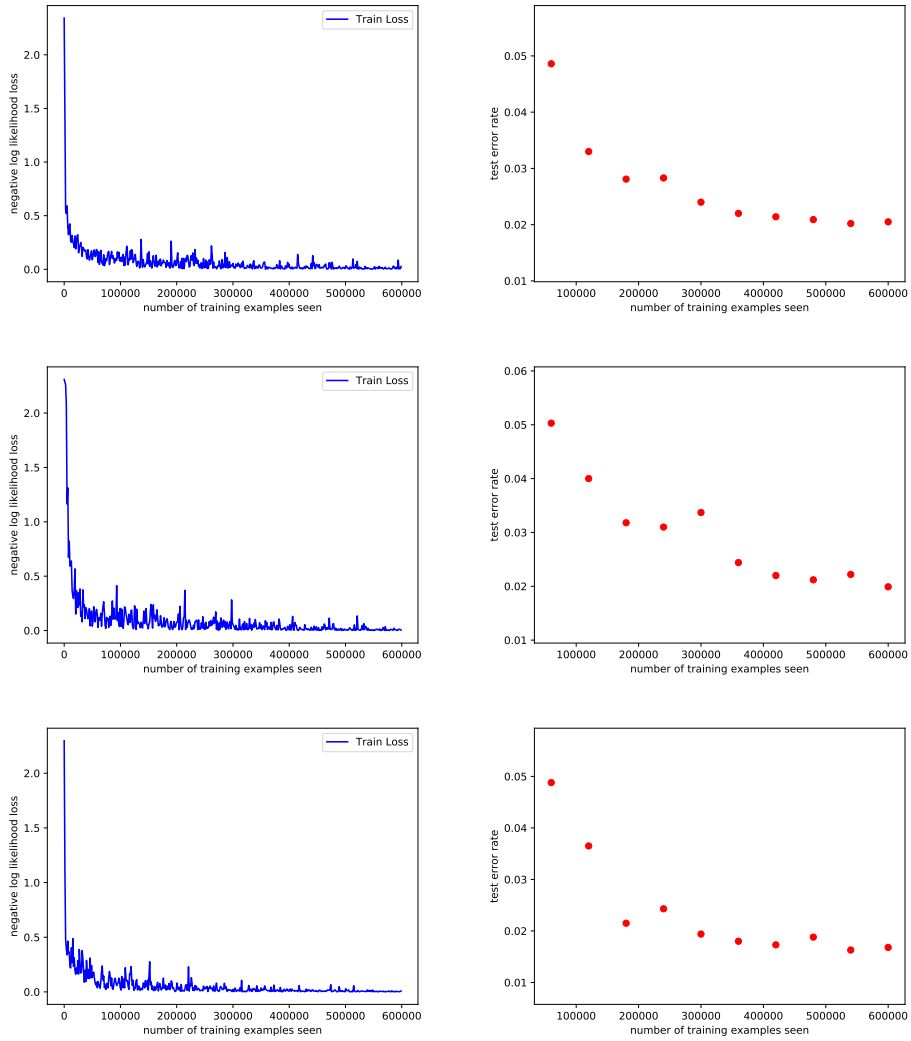 Train Loss
negative log likelihood loss
2.0
1.5
1.0
0.5
0.0
0 100000 200000 300000 400000 500000 600000
number of training examples seen
test error rate
0.05
0.04
0.03
0.02
0.01
100000 200000 300000 400000 500000 600000
number of training examples seen
Train Loss
negative log likelihood loss
2.0
1.5
1.0
0.5
0.0
0 100000 200000 300000 400000 500000 600000
number of training examples seen
test error rate
0.06
0.05
0.04
0.03
0.02
0.01
100000 200000 300000 400000 500000 600000
number of training examples seen
Train Loss
negative log likelihood loss
2.0
1.5
1.0
0.5
0.0
0 100000 200000 300000 400000 500000 600000
number of training examples seen
test error rate
0.05
0.04
0.03
0.02
0.01
100000 200000 300000 400000 500000 600000
number of training examples seen